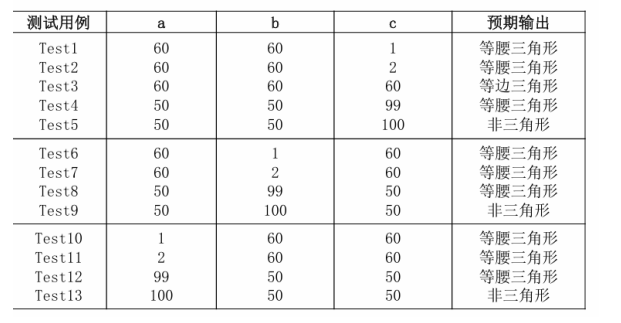 测试用例 a b c 预期输出
Test1 60 60 1 等腰三角形
Test2 60 60 2 等腰三角形
Test3 60 60 60 等边三角形
Test4 50 50 99 等腰三角形
Test5 50 50 100 非三角形
Test6 60 1 60 等腰三角形
Test7 60 2 60 等腰三角形
Test8 50 99 50 等腰三角形
Test9 50 100 50 非三角形
Test10 1 60 60 等腰三角形
Test11 2 60 60 等腰三角形
Test12 99 50 50 等腰三角形
Test13 100 50 50 非三角形